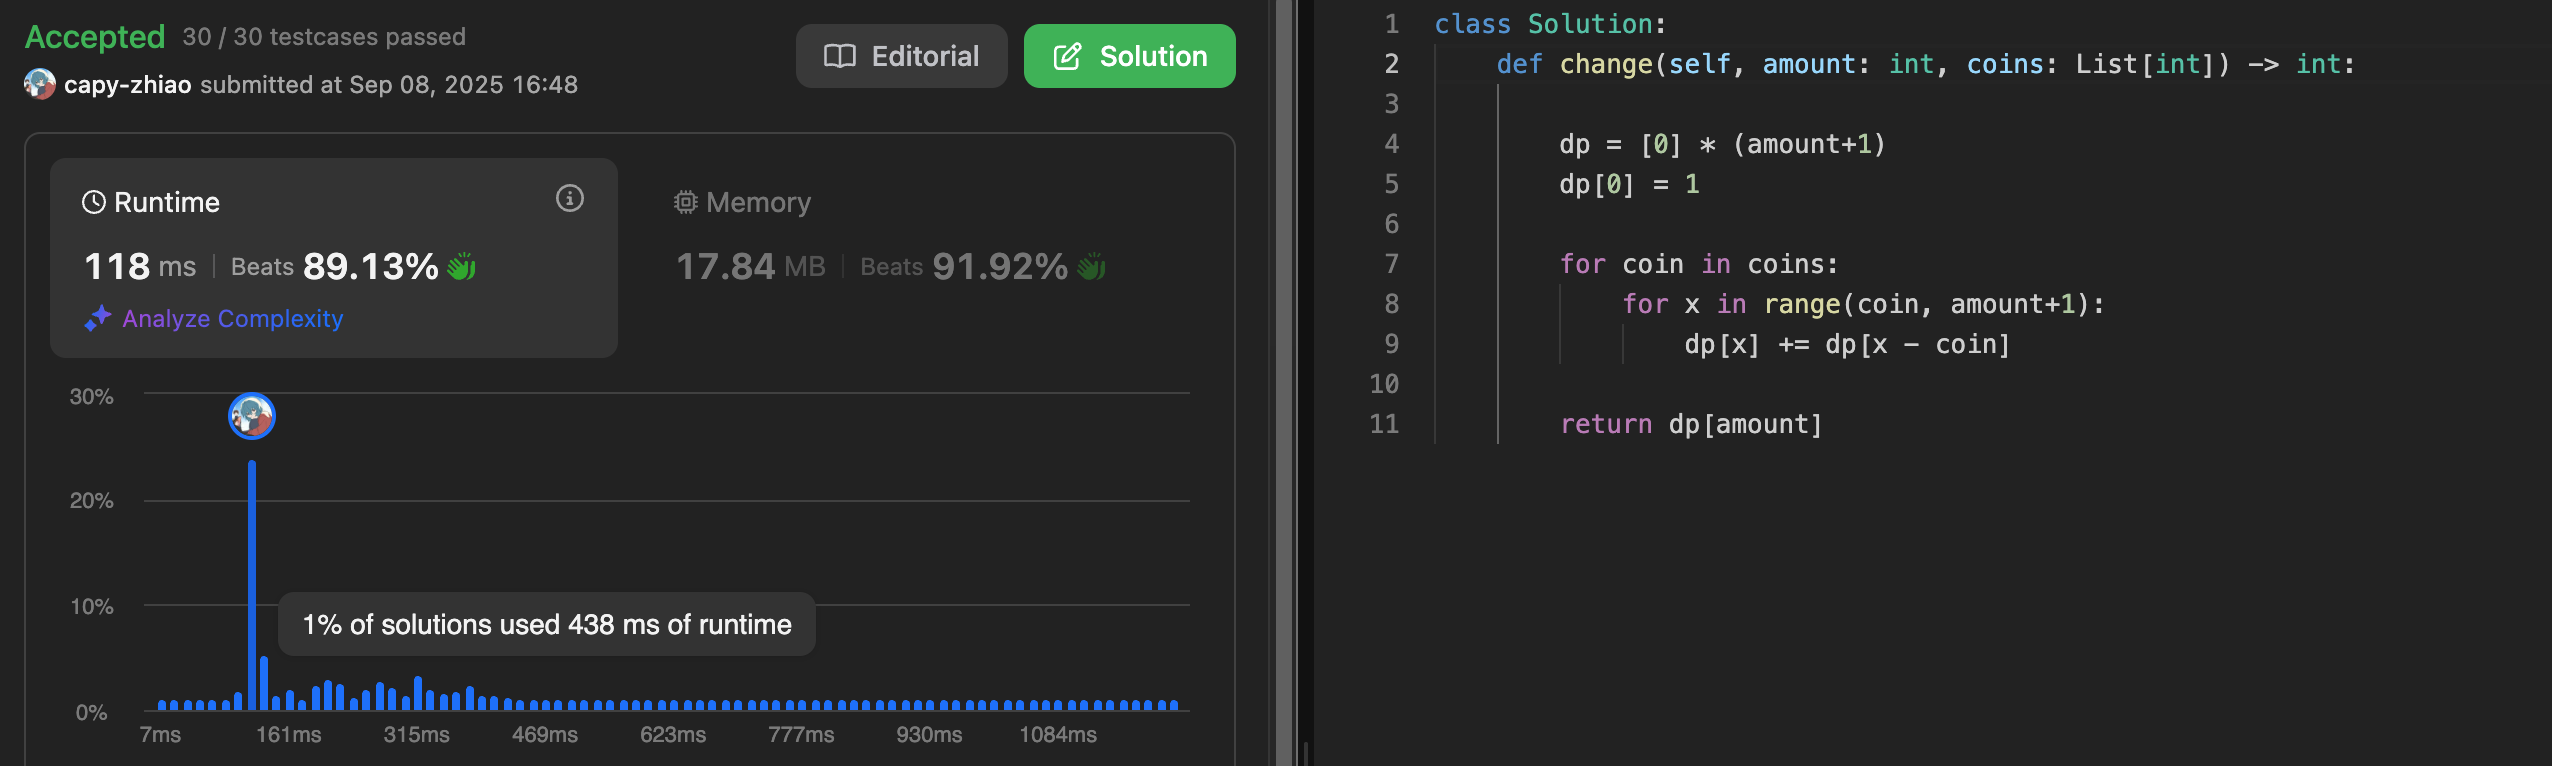 Accepted 30 / 30 testcases passed
capy-zhiao submitted at Sep 08, 2025 16:48
Editorial
Solution
Runtime
118 ms | Beats 89.13%
Analyze Complexity
Memory
17.84 MB | Beats 91.92%
30%
20%
10%
0%
1% of solutions used 438 ms of runtime
7ms 161ms 315ms 469ms 623ms 777ms 930ms 1084ms
1 class Solution:
2     def change(self, amount: int, coins: List[int]) -> int:
3
4         dp = [0] * (amount+1)
5         dp[0] = 1
6
7         for coin in coins:
8             for x in range(coin, amount+1):
9                 dp[x] += dp[x - coin]
10
11         return dp[amount]